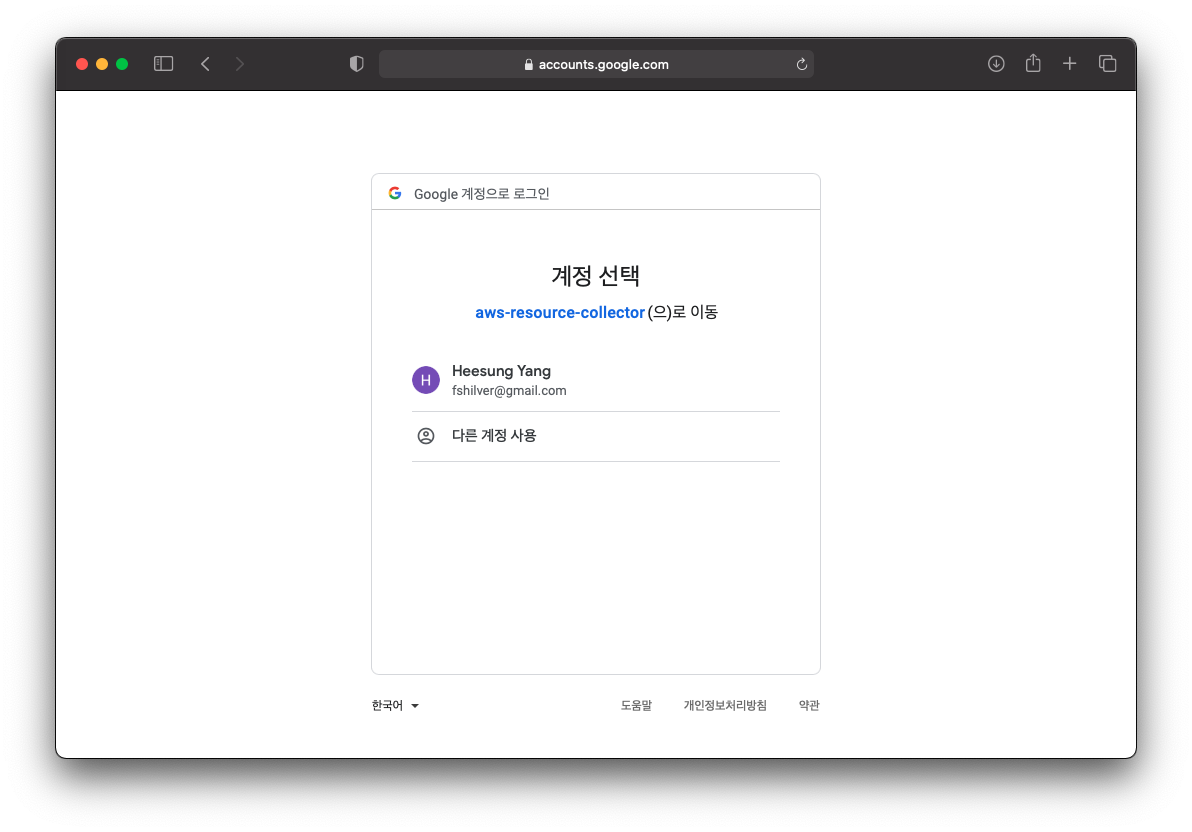 accounts.google.com
Google 계정으로 로그인
계정 선택
aws-resource-collector(으)로 이동
H
Heesung Yang
fshilver@gmail.com
다른 계정 사용
한국어
도움말 개인정보처리방침 약관